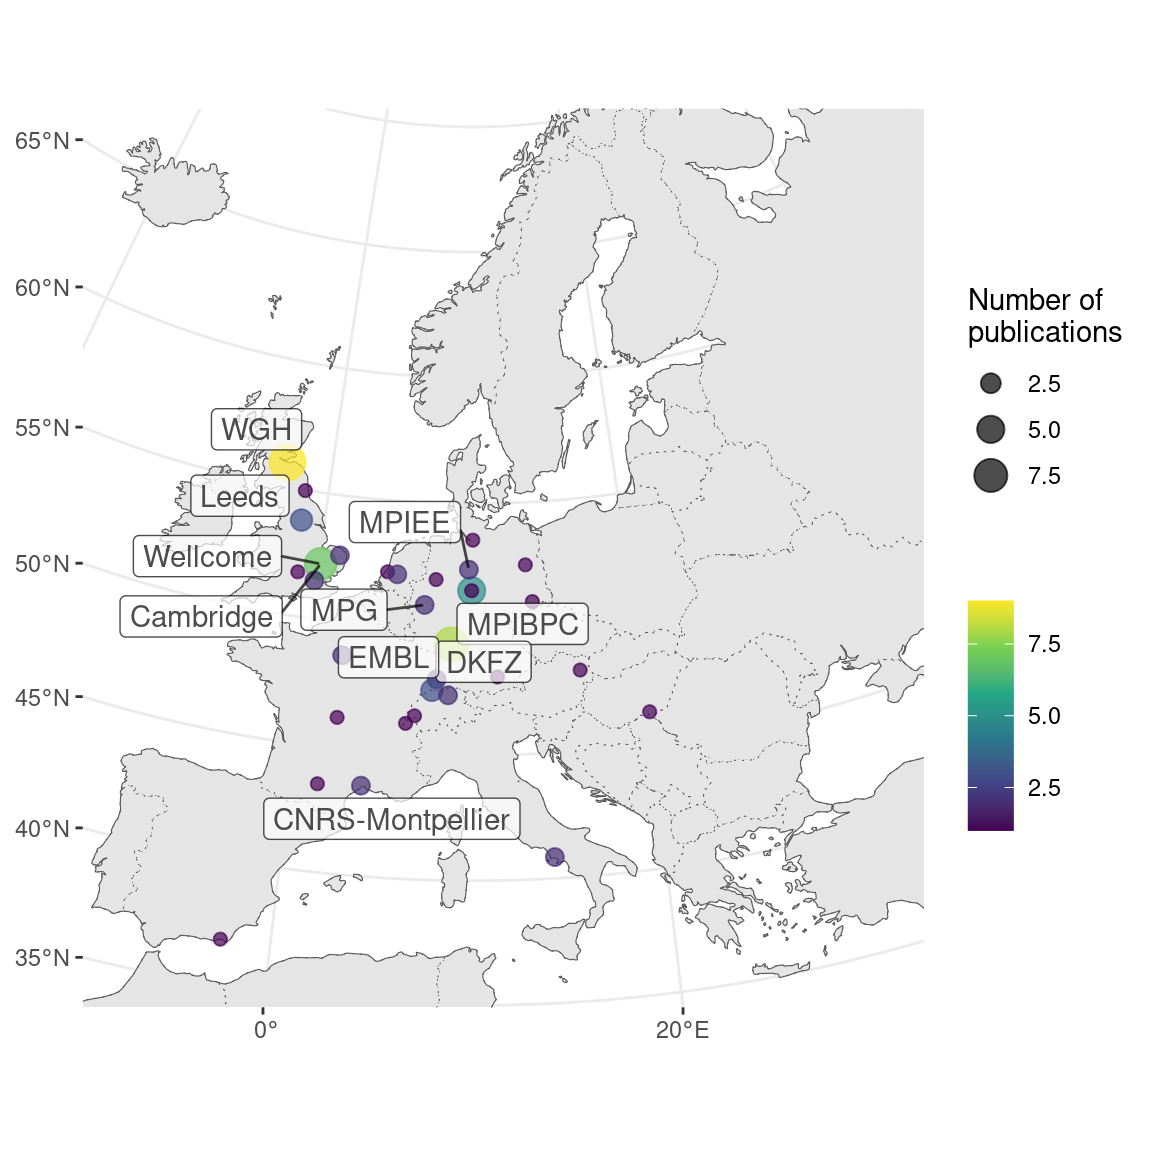 65°N
60°N
55°N
50°N
45°N
40°N
35°N
0°
20°E
WGH
Leeds
MPIEE
Wellcome
Cambridge
MPG
MPIBPC
EMBL
DKFZ
CNRS-Montpellier
Number of
publications
2.5
5.0
7.5
7.5
5.0
2.5